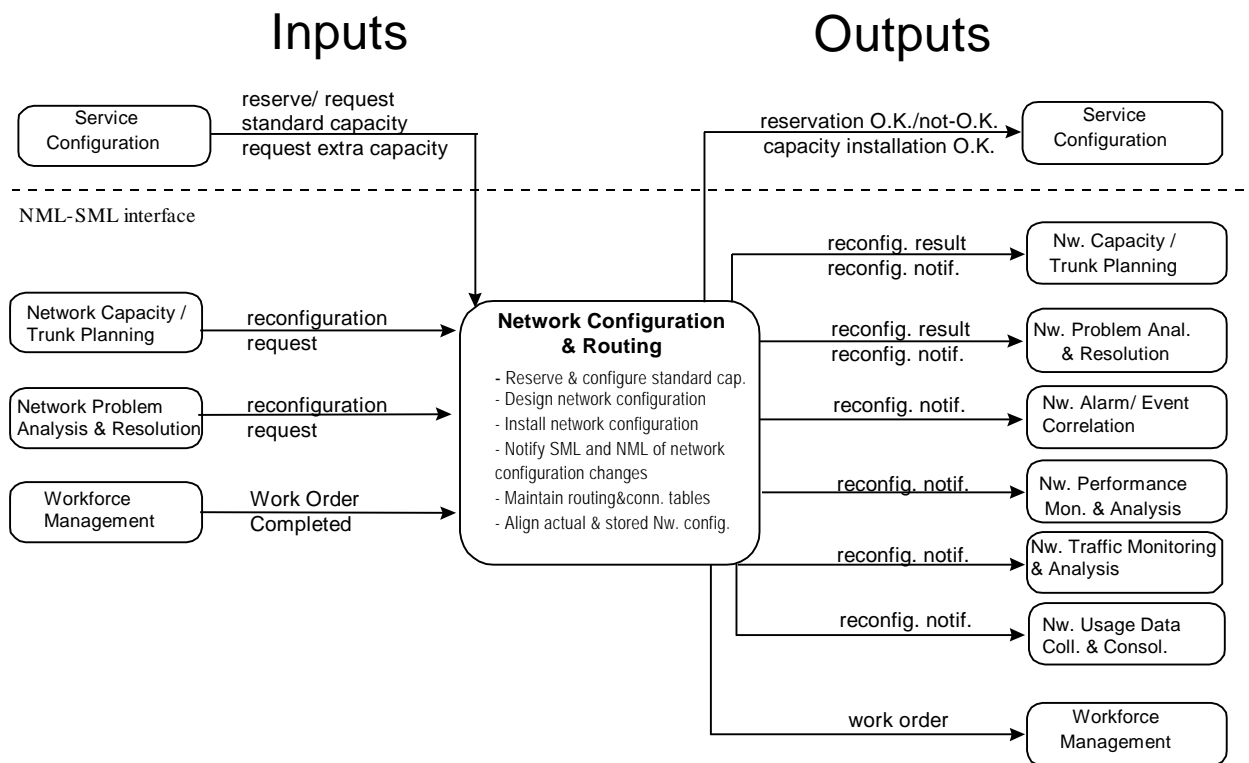 Inputs
Outputs
Service
Configuration
reserve/ request
standard capacity
request extra capacity
reservation O.K./not-O.K.
capacity installation O.K.
Service
Configuration
NML-SML interface
Network Capacity /
Trunk Planning
reconfiguration
request
Network Problem
Analysis & Resolution
reconfiguration
request
Workforce
Management
Work Order
Completed
Network Configuration
& Routing
- Reserve & configure standard cap.
- Design network configuration
- Install network configuration
- Notify SML and NML of network
configuration changes
- Maintain routing&conn. tables
- Align actual & stored Nw. config.
reconfig. result
reconfig. notif.
Nw. Capacity /
Trunk Planning
reconfig. result
reconfig. notif.
Nw. Problem Anal.
& Resolution
reconfig. notif.
Nw. Alarm/ Event
Correlation
reconfig. notif.
Nw. Performance
Mon. & Analysis
reconfig. notif.
Nw. Traffic Monitoring
& Analysis
reconfig. notif.
Nw. Usage Data
Coll. & Consol.
work order
Workforce
Management